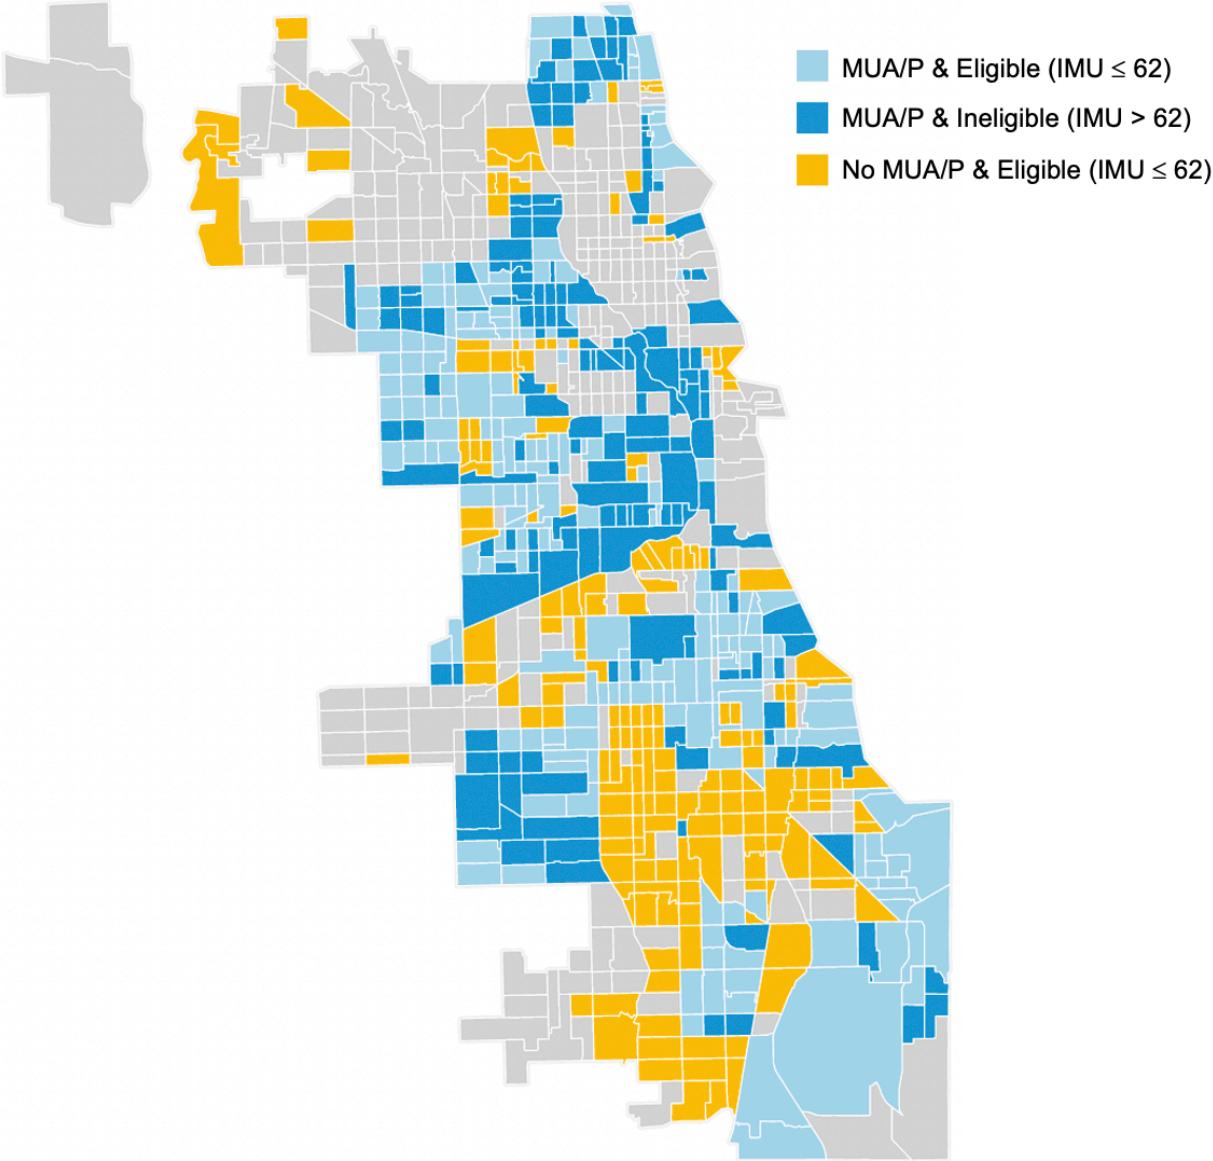 MUA/P & Eligible (IMU ≤ 62)
MUA/P & Ineligible (IMU > 62)
No MUA/P & Eligible (IMU ≤ 62)